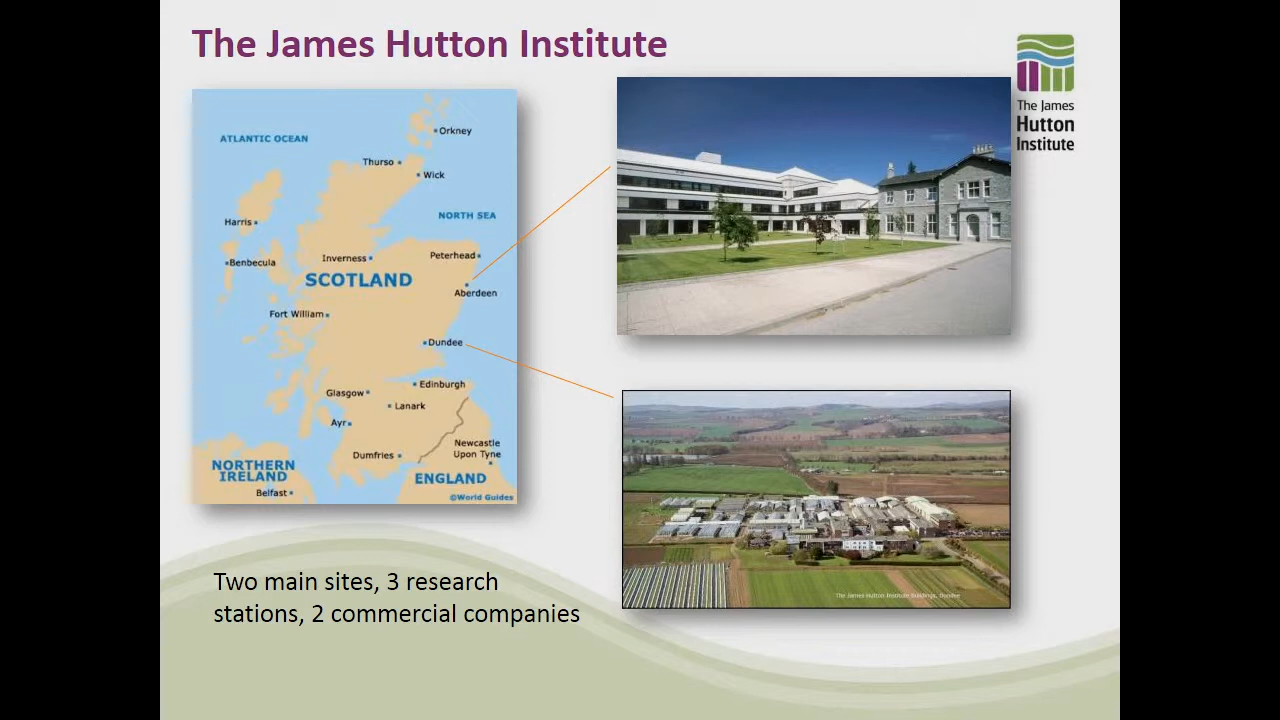 The James Hutton Institute
The James
Hutton
Institute
ATLANTIC OCEAN
Orkney
Thurso
Wick
NORTH SEA
Harris
Benbecula
Inverness
Peterhead
SCOTLAND
Aberdeen
Fort William
Dundee
Edinburgh
Glasgow
Lanark
Ayr
Newcastle
Upon Tyne
Dumfries
NORTHERN
IRELAND
ENGLAND
Belfast
©World Guides
The James Hutton Institute Buildings, Dundee
Two main sites, 3 research
stations, 2 commercial companies